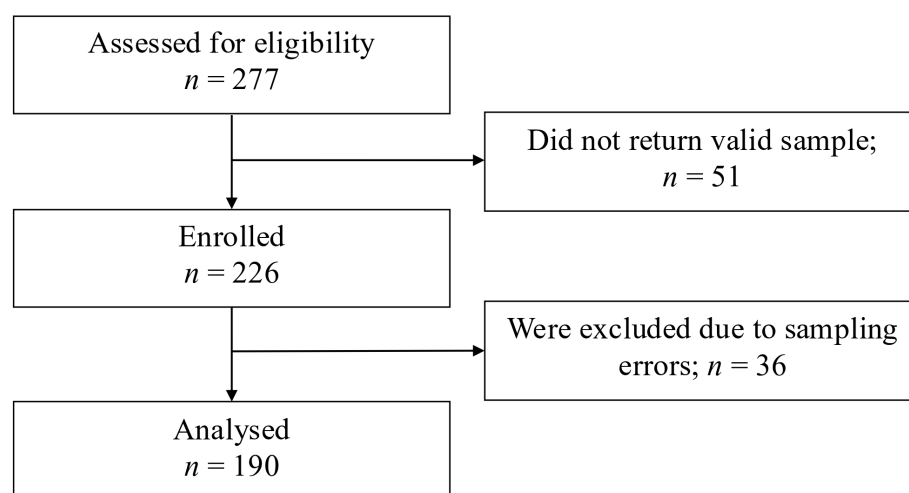 Assessed for eligibility
n = 277
Did not return valid sample;
n = 51
Enrolled
n = 226
Were excluded due to sampling
errors; n = 36
Analysed
n = 190